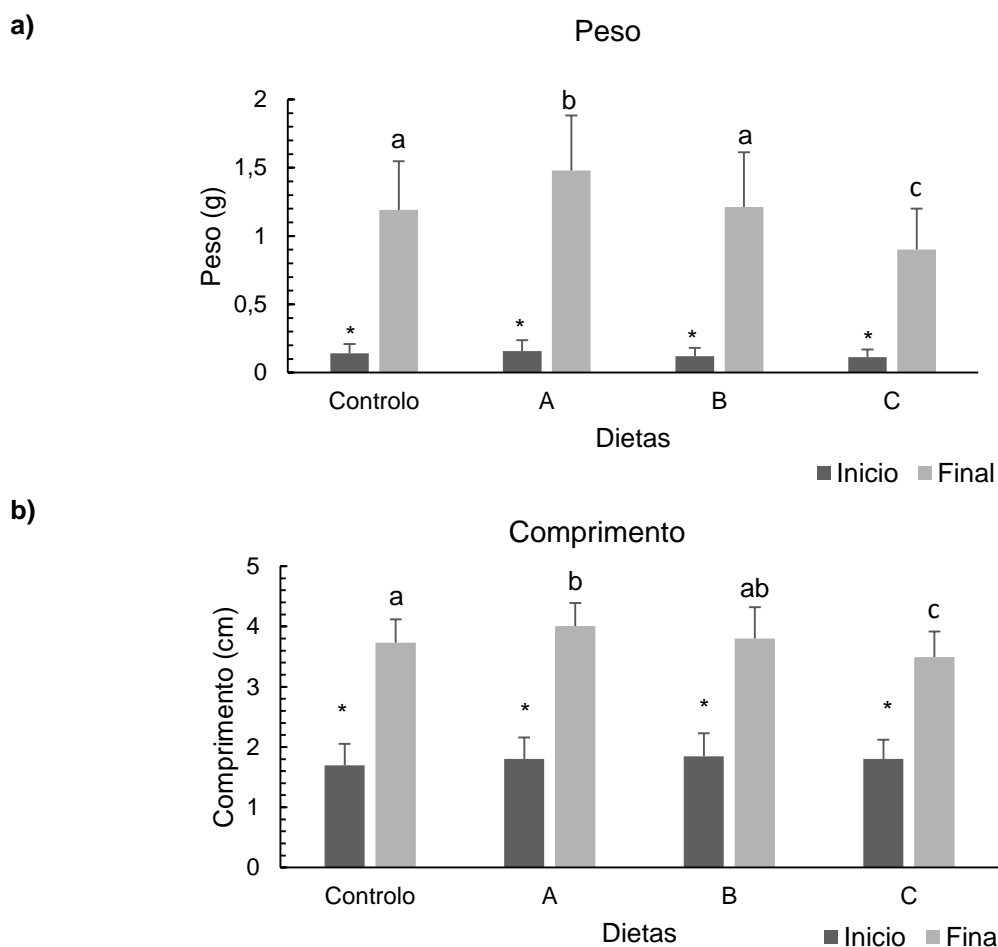 a)
Peso
Peso (g)
2
1,5
1
0,5
0
a
b
a
c
*
*
*
*
Controlo
A
B
C
Dietas
Inicio
Final
b)
Comprimento
Comprimento (cm)
5
4
3
2
1
0
a
b
ab
c
*
*
*
*
Controlo
A
B
C
Dietas
Inicio
Final